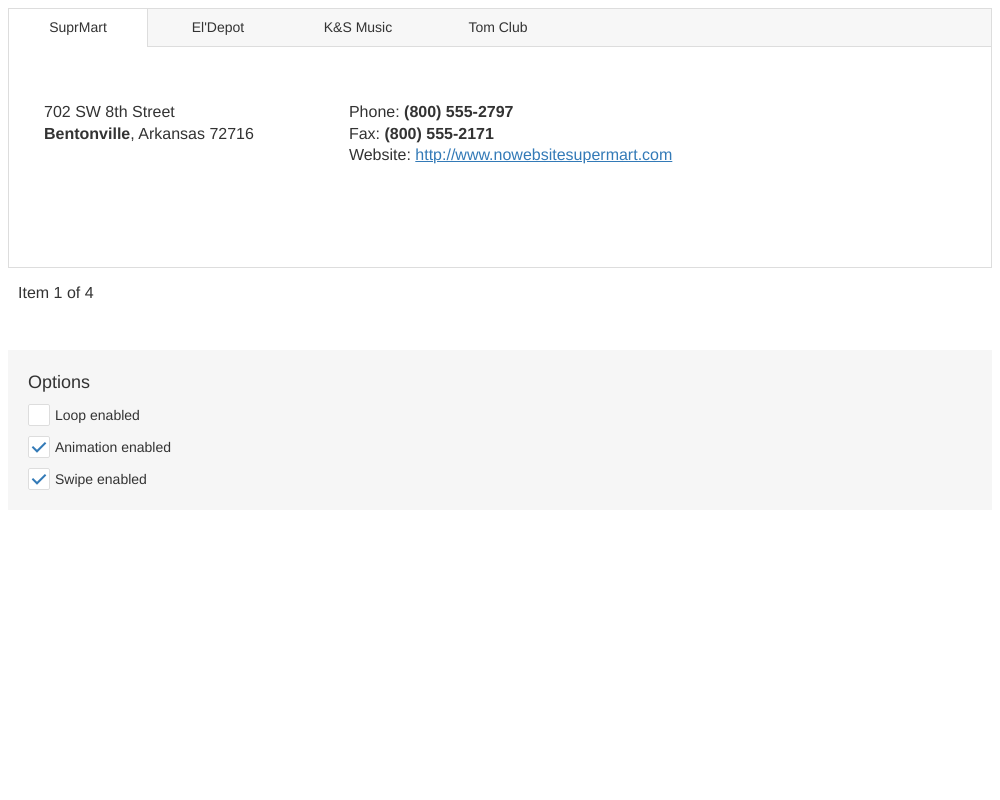 SuprMart El'Depot K&S Music Tom Club
702 SW 8th Street
Bentonville, Arkansas 72716
Phone: (800) 555-2797
Fax: (800) 555-2171
Website: http://www.nowebsitesupermart.com
Item 1 of 4
Options
Loop enabled
Animation enabled
Swipe enabled